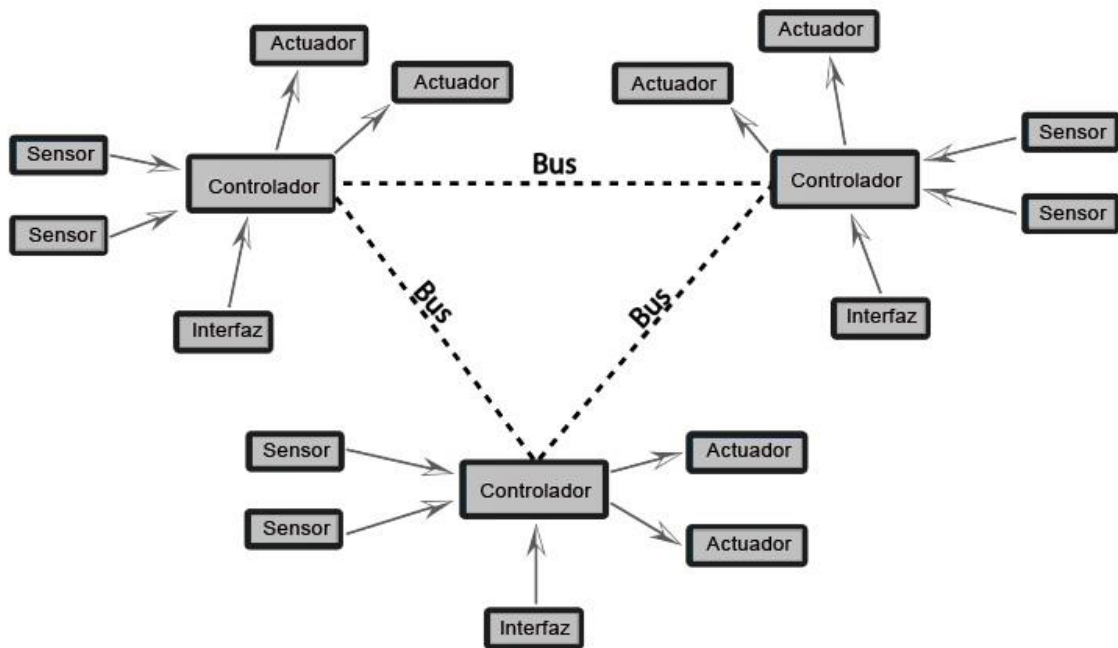 Actuador
Actuador
Sensor
Sensor
Controlador
Interfaz
Bus
Actuador
Actuador
Controlador
Sensor
Sensor
Interfaz
Bus
Bus
Sensor
Sensor
Controlador
Actuador
Actuador
Interfaz